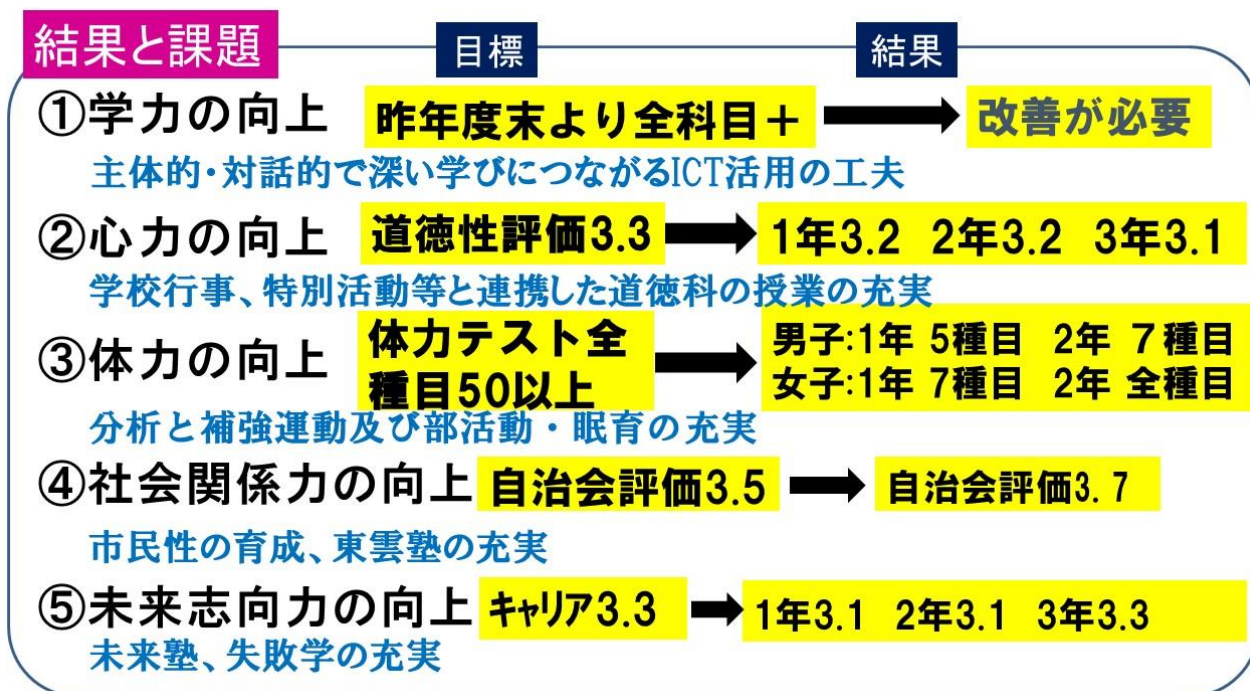 結果と課題 目標 結果
①学力の向上 昨年度末より全科目＋ 改善が必要
主体的・対話的で深い学びにつながるICT活用の工夫
②心力の向上 道徳性評価3.3 1年3.2 2年3.2 3年3.1
学校行事、特別活動等と連携した道徳科の授業の充実
③体力の向上 体力テスト全種目50以上
男子:1年 5種目 2年 7種目
女子:1年 7種目 2年 全種目
分析と補強運動及び部活動・眠育の充実
④社会関係力の向上 自治会評価3.5 自治会評価3.7
市民性の育成、東雲塾の充実
⑤未来志向力の向上 キャリア3.3 1年3.1 2年3.1 3年3.3
未来塾、失敗学の充実